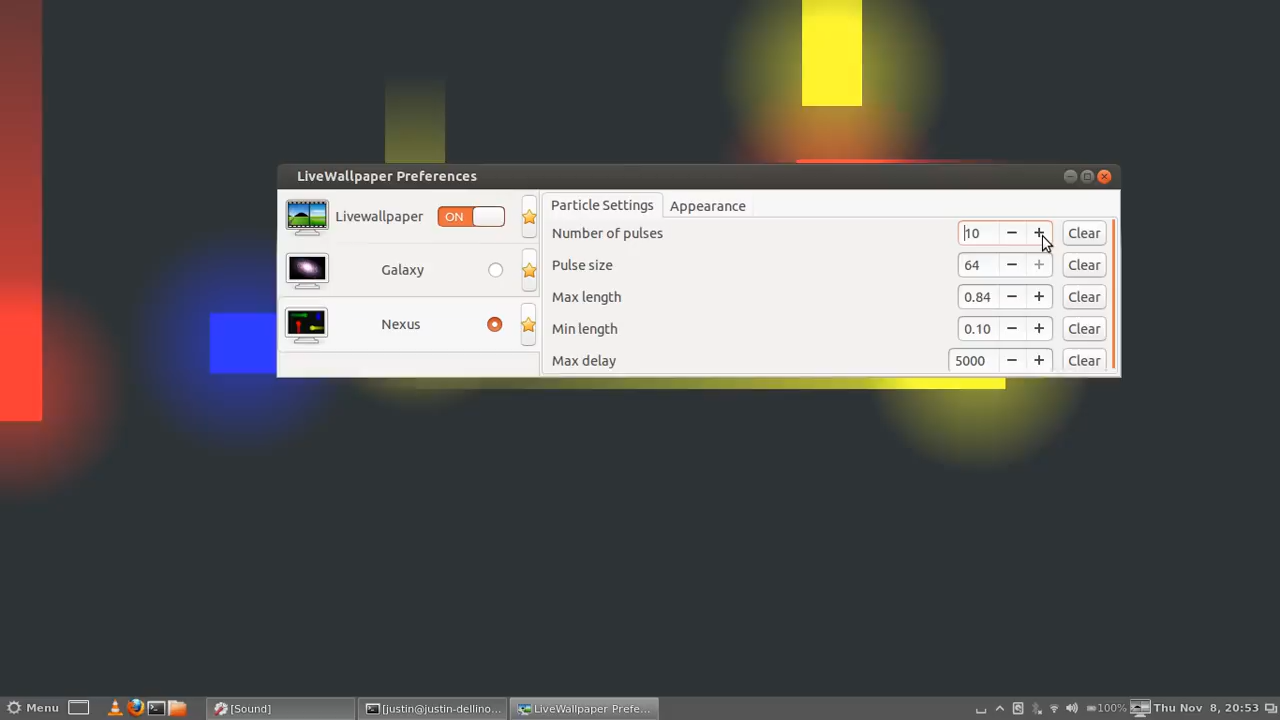 LiveWallpaper Preferences
Livewallpaper ON
Galaxy
Nexus
Particle Settings Appearance
Number of pulses 10 − + Clear
Pulse size 64 − + Clear
Max length 0.84 − + Clear
Min length 0.10 − + Clear
Max delay 5000 − + Clear
Menu [Sound] [justin@justin-dellino... LiveWallpaper Prefe... 100% Thu Nov 8, 20:53